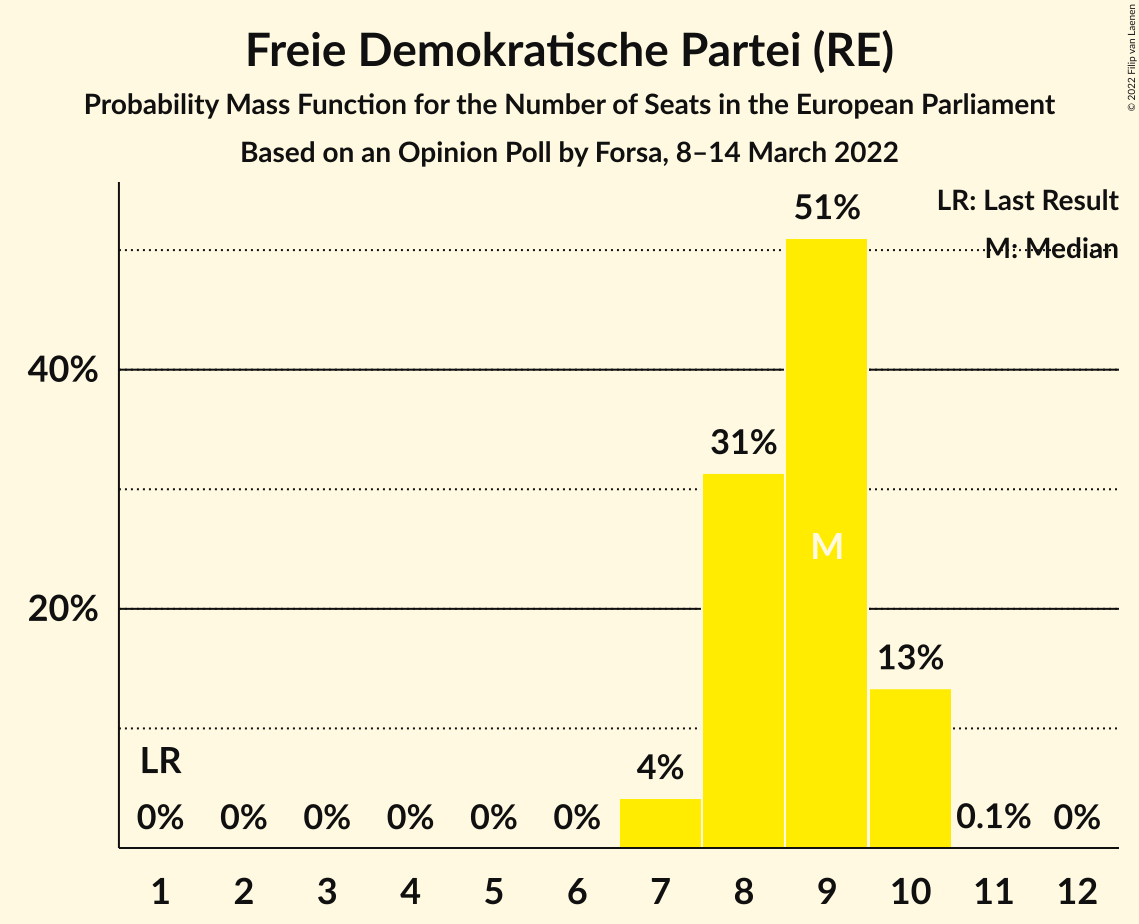 Freie Demokratische Partei (RE)
Probability Mass Function for the Number of Seats in the European Parliament
Based on an Opinion Poll by Forsa, 8–14 March 2022
© 2022 Filip van Laenen
LR: Last Result
M: Median
51%
40%
31%
M
20%
13%
LR
4%
0% 0% 0% 0% 0% 0% 0.1% 0%
1 2 3 4 5 6 7 8 9 10 11 12